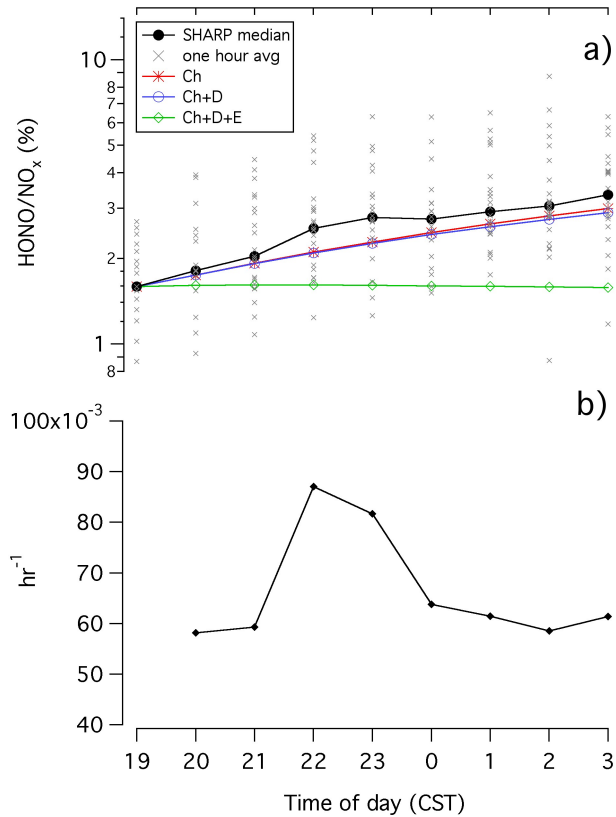 a)
SHARP median
one hour avg
Ch
Ch+D
Ch+D+E
HONO/NOx (%)
10
8
7
6
5
4
3
2
1
8
b)
100x10-3
90
80
70
60
50
40
hr-1
19 20 21 22 23 0 1 2 3
Time of day (CST)